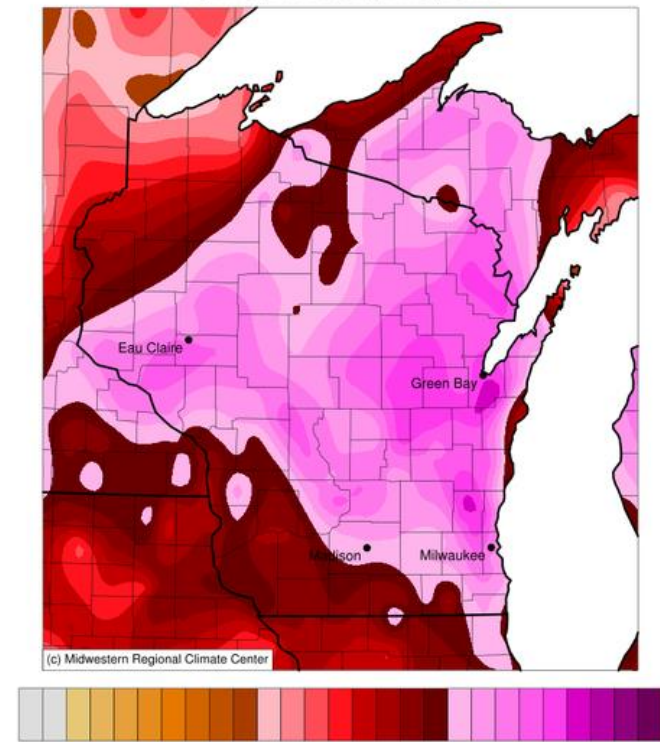 Eau Claire
Green Bay
Madison
Milwaukee
(c) Midwestern Regional Climate Center